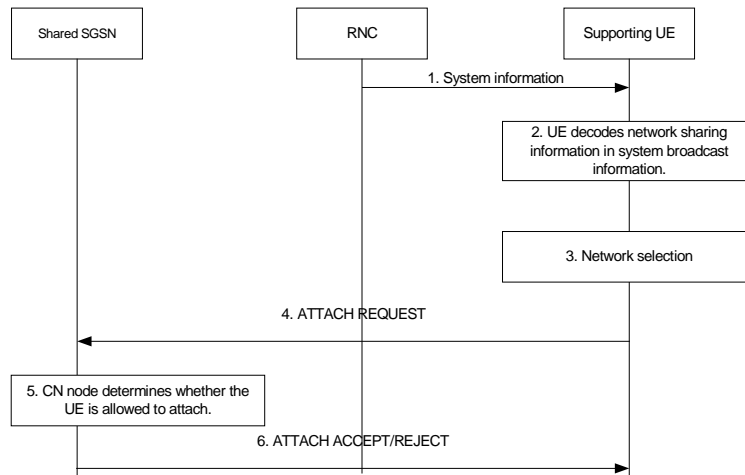 Shared SGSN
RNC
Supporting UE
1. System information
2. UE decodes network sharing
information in system broadcast
information.
3. Network selection
4. ATTACH REQUEST
5. CN node determines whether the
UE is allowed to attach.
6. ATTACH ACCEPT/REJECT